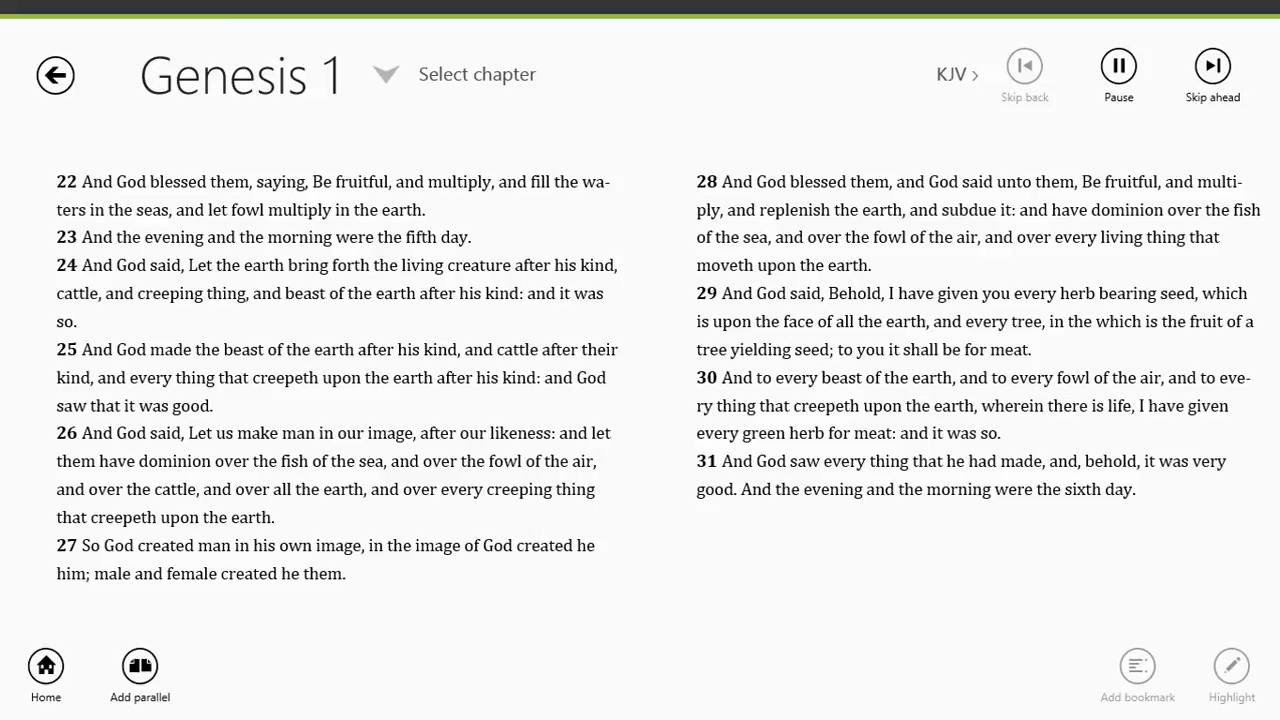 Genesis 1
Select chapter
KJV ›
Skip back
Pause
Skip ahead
22 And God blessed them, saying, Be fruitful, and multiply, and fill the wa-
ters in the seas, and let fowl multiply in the earth.
23 And the evening and the morning were the fifth day.
24 And God said, Let the earth bring forth the living creature after his kind,
cattle, and creeping thing, and beast of the earth after his kind: and it was
so.
25 And God made the beast of the earth after his kind, and cattle after their
kind, and every thing that creepeth upon the earth after his kind: and God
saw that it was good.
26 And God said, Let us make man in our image, after our likeness: and let
them have dominion over the fish of the sea, and over the fowl of the air,
and over the cattle, and over all the earth, and over every creeping thing
that creepeth upon the earth.
27 So God created man in his own image, in the image of God created he
him; male and female created he them.
28 And God blessed them, and God said unto them, Be fruitful, and multi-
ply, and replenish the earth, and subdue it: and have dominion over the fish
of the sea, and over the fowl of the air, and over every living thing that
moveth upon the earth.
29 And God said, Behold, I have given you every herb bearing seed, which
is upon the face of all the earth, and every tree, in the which is the fruit of a
tree yielding seed; to you it shall be for meat.
30 And to every beast of the earth, and to every fowl of the air, and to eve-
ry thing that creepeth upon the earth, wherein there is life, I have given
every green herb for meat: and it was so.
31 And God saw every thing that he had made, and, behold, it was very
good. And the evening and the morning were the sixth day.
Home
Add parallel
Add bookmark
Highlight